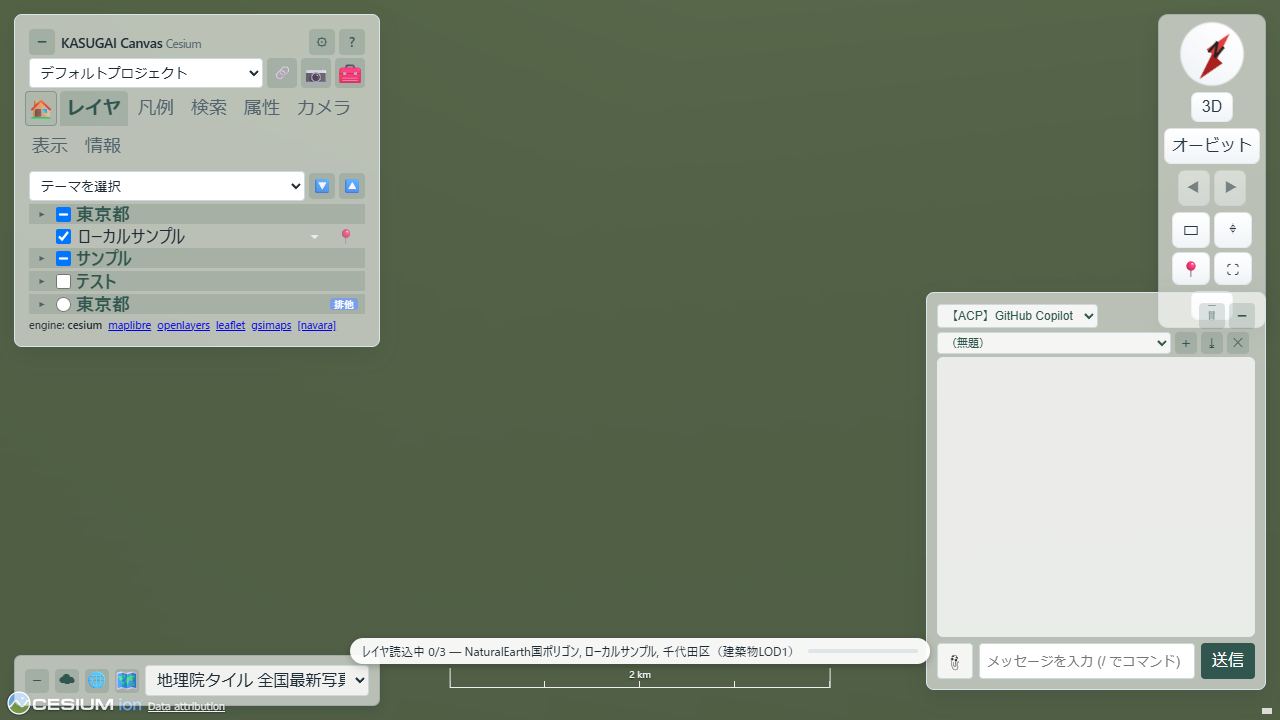 KASUGAI Canvas Cesium
?
デフォルトプロジェクト
レイヤ 凡例 検索 属性 カメラ
表示 情報
テーマを選択
東京都
ローカルサンプル
サンプル
テスト
東京都 排他
engine: cesium maplibre openlayers leaflet gsimaps [navara]
3D
オービット
【ACP】GitHub Copilot
（無題）
メッセージを入力 (/ でコマンド)
送信
レイヤ読込中 0/3 — NaturalEarth国ポリゴン, ローカルサンプル, 千代田区（建築物LOD1）
2 km
地理院タイル 全国最新写真
CESIUM ion Data attribution